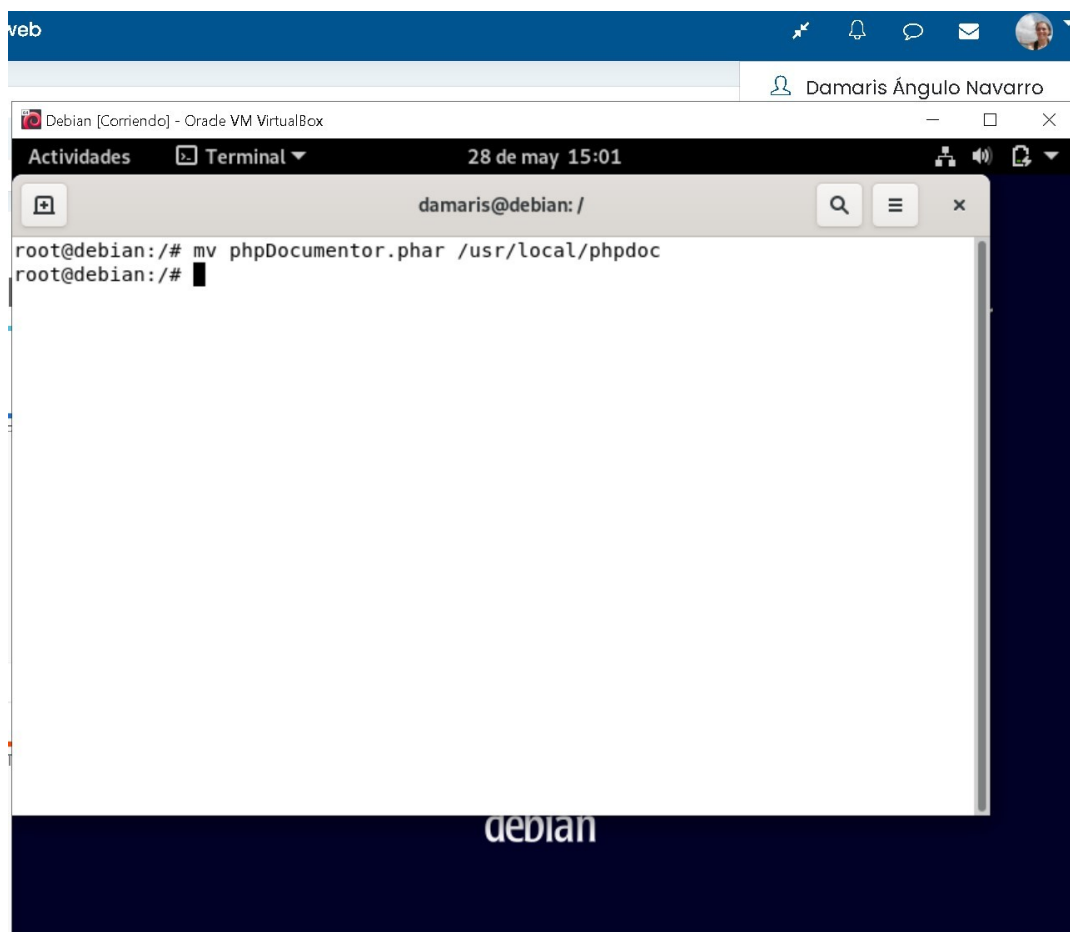 web
Damaris Ángulo Navarro
Debian [Corriendo] - Oracle VM VirtualBox
Actividades Terminal 28 de may 15:01
damaris@debian: /
root@debian:/# mv phpDocumentor.phar /usr/local/phpdoc
root@debian:/#
debian